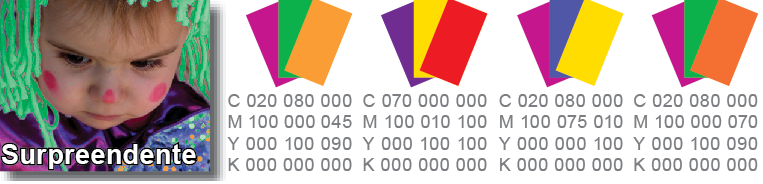 Surpreendente
C 020 080 000
M 100 000 045
Y 000 100 090
K 000 000 000
C 070 000 000
M 100 010 100
Y 000 100 100
K 000 000 000
C 020 080 000
M 100 075 010
Y 000 000 100
K 000 000 000
C 020 080 000
M 100 000 070
Y 000 100 090
K 000 000 000